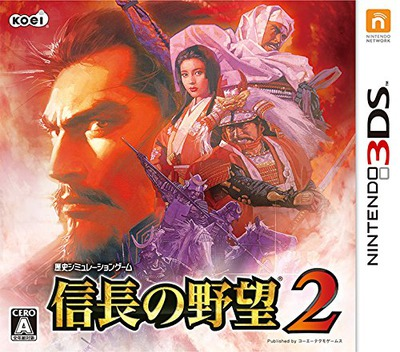 KOEI
歴史シミュレーションゲーム
信長の野望 2
Published by コーエーテクモゲームス
CERO
A
全年齢対象
NINTENDO
NETWORK
NINTENDO 3DS